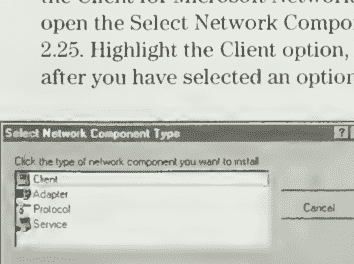 the Client for Microsoft Network
open the Select Network Compo
2.25. Highlight the Client option,
after you have selected an option
Select Network Component Type
Click the type of network component you want to install
Client
Adapter
Protocol
Service
Cancel